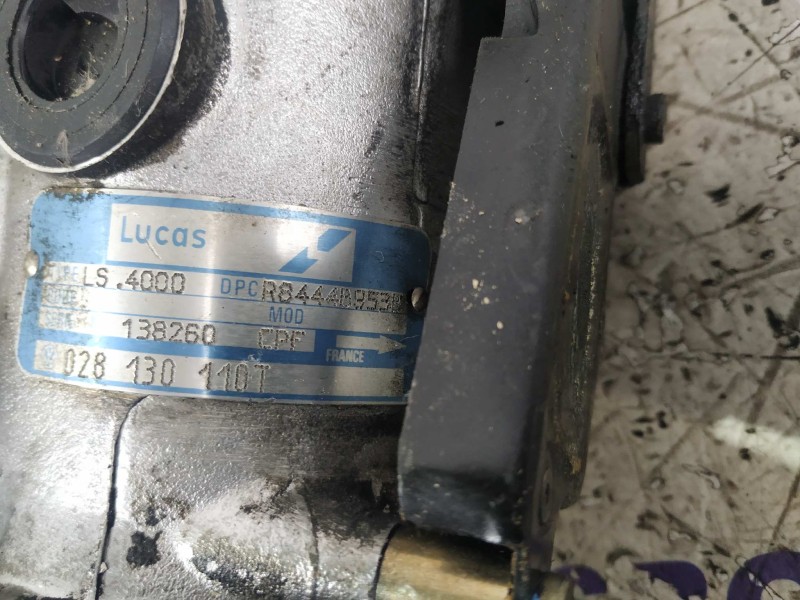 Lucas
LS.4000 DPC
MOD
138260 CPF
FRANCE
028 130 110T